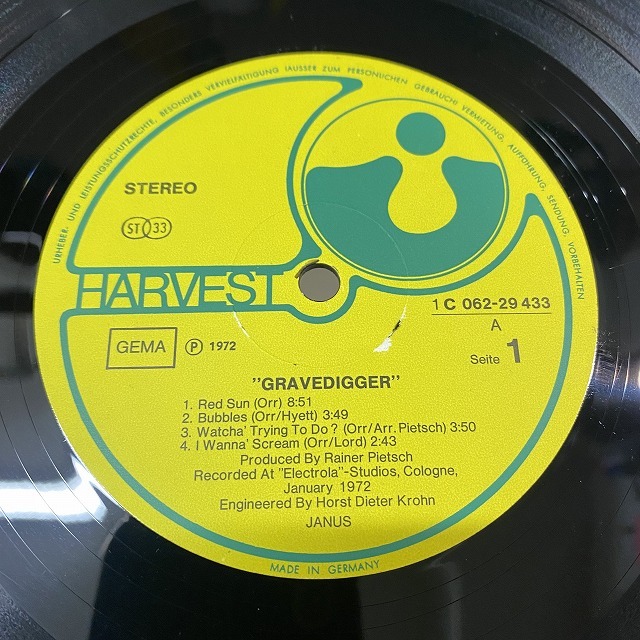 URHEBER, UND LEISTUNGSSCHUTZRECHTE, BESONDERS VERVIELFÄLTIGUNG (AUSSER ZUM PERSÖNLICHEN GEBRAUCH) VERMIETUNG, AUFFÜHRUNG, SENDUNG, VORBEHALTEN
STEREO
ST 33
HARVEST
1 C 062-29 433
A
Seite 1
GEMA
Ⓟ 1972
"GRAVEDIGGER"
1. Red Sun (Orr) 8:51
2. Bubbles (Orr/Hyett) 3:49
3. Watcha' Trying To Do? (Orr/Arr. Pietsch) 3:50
4. I Wanna' Scream (Orr/Lord) 2:43
Produced By Rainer Pietsch
Recorded At "Electrola"-Studios, Cologne,
January 1972
Engineered By Horst Dieter Krohn
JANUS
MADE IN GERMANY